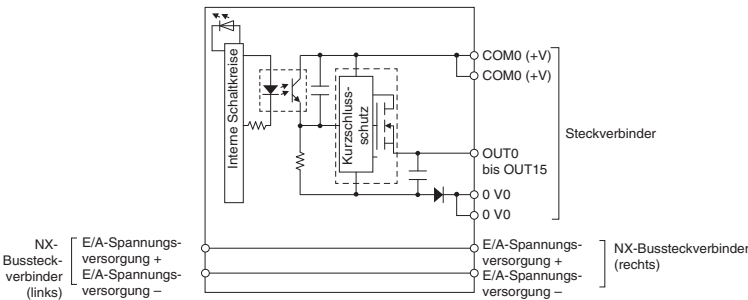 Interne Schaltkreise
Kurzschluss-
schutz
COM0 (+V)
COM0 (+V)
OUT0
bis OUT15
0 V0
0 V0
Steckverbinder
NX-
Bussteck-
verbinder
(links)
E/A-Spannungs-
versorgung +
E/A-Spannungs-
versorgung –
E/A-Spannungs-
versorgung +
E/A-Spannungs-
versorgung –
NX-Bussteckverbinder
(rechts)